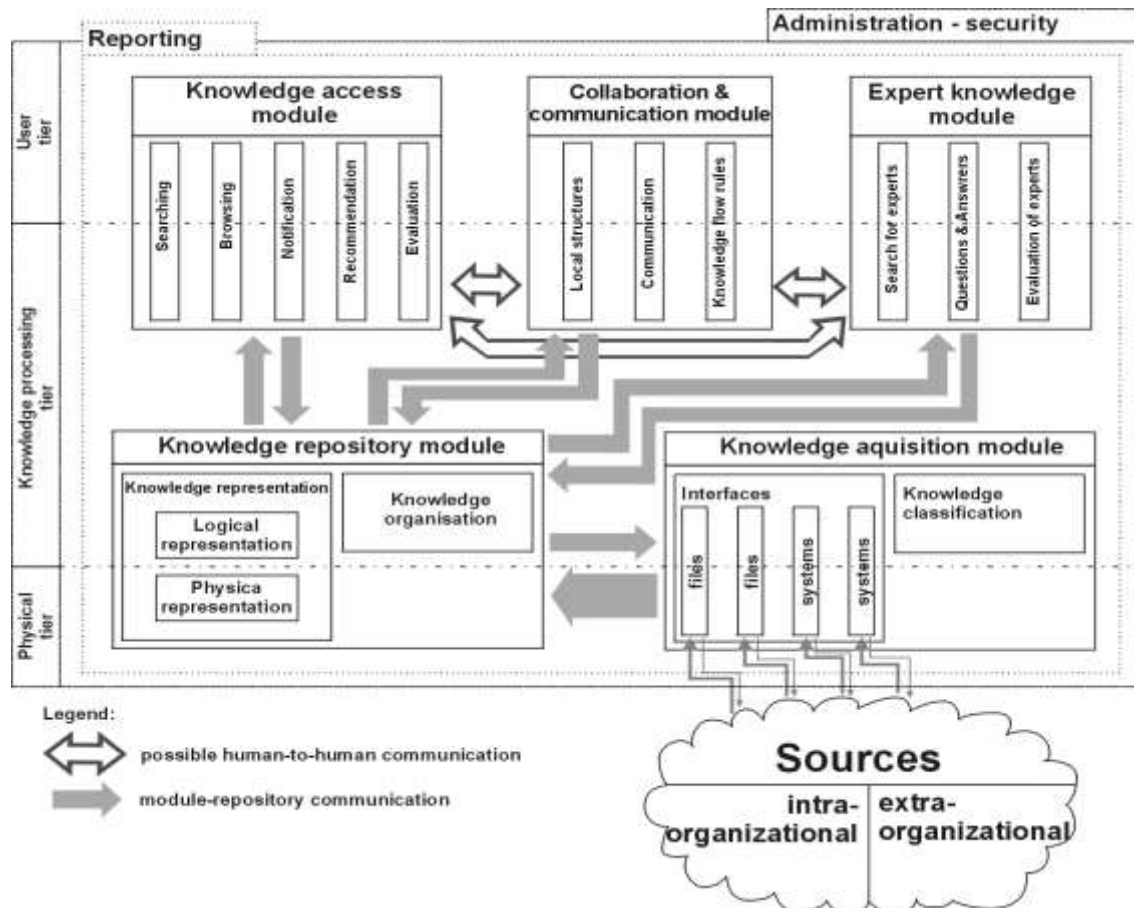 Reporting
Administration - security
User
tier
Knowledge processing
tier
Physical
tier
Knowledge access
module
Searching
Browsing
Notification
Recommendation
Evaluation
Collaboration &
communication module
Local structures
Communication
Knowledge flow rules
Expert knowledge
module
Search for experts
Questions &Answrers
Evaluation of experts
Knowledge repository module
Knowledge representation
Logical
representation
Physica
representation
Knowledge
organisation
Knowledge aquisition module
Interfaces
files
files
systems
systems
Knowledge
classification
Legend:
possible human-to-human communication
module-repository communication
Sources
intra-
organizational
extra-
organizational